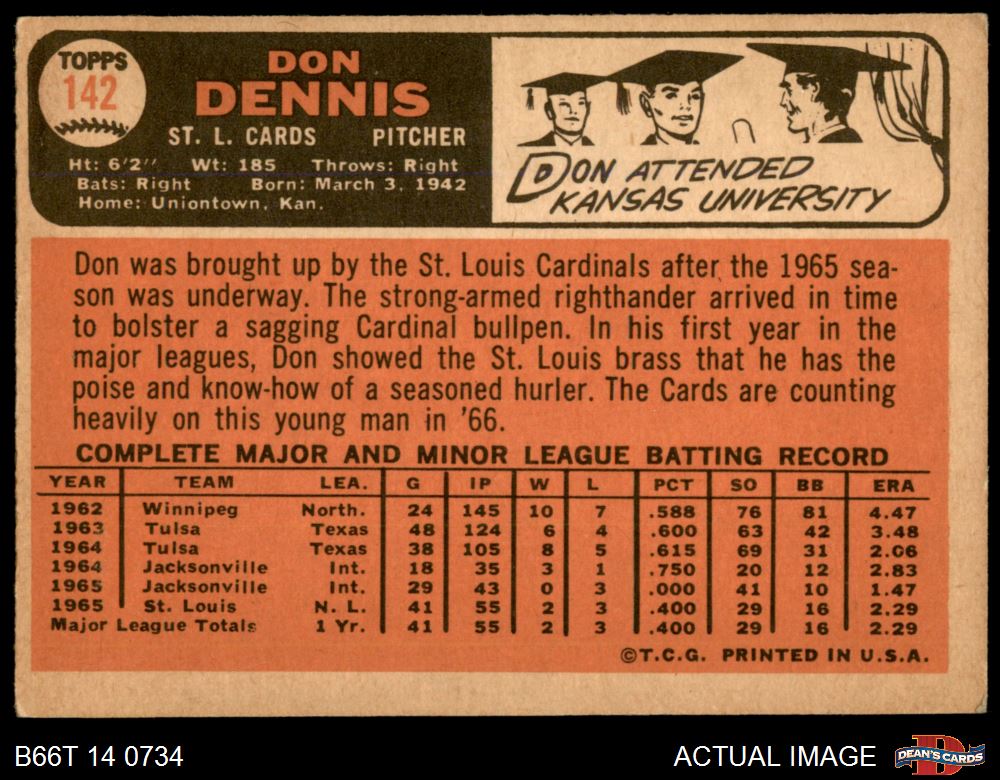 TOPPS
142
DON
DENNIS
ST. L. CARDS PITCHER
Ht: 6'2" Wt: 185 Throws: Right
Bats: Right Born: March 3, 1942
Home: Uniontown, Kan.
DON ATTENDED
KANSAS UNIVERSITY
Don was brought up by the St. Louis Cardinals after the 1965 sea-
son was underway. The strong-armed righthander arrived in time
to bolster a sagging Cardinal bullpen. In his first year in the
major leagues, Don showed the St. Louis brass that he has the
poise and know-how of a seasoned hurler. The Cards are counting
heavily on this young man in '66.
COMPLETE MAJOR AND MINOR LEAGUE BATTING RECORD
YEAR TEAM LEA. G IP W L PCT SO BB ERA
1962 Winnipeg North. 24 145 10 7 .588 76 81 4.47
1963 Tulsa Texas 48 124 6 4 .600 63 42 3.48
1964 Tulsa Texas 38 105 8 5 .615 69 31 2.06
1964 Jacksonville Int. 18 35 3 1 .750 20 12 2.83
1965 Jacksonville Int. 29 43 0 3 .000 41 10 1.47
1965 St. Louis N. L. 41 55 2 3 .400 29 16 2.29
Major League Totals 1 Yr. 41 55 2 3 .400 29 16 2.29
©T.C.G. PRINTED IN U.S.A.
B66T 14 0734
ACTUAL IMAGE
DEAN'S CARDS